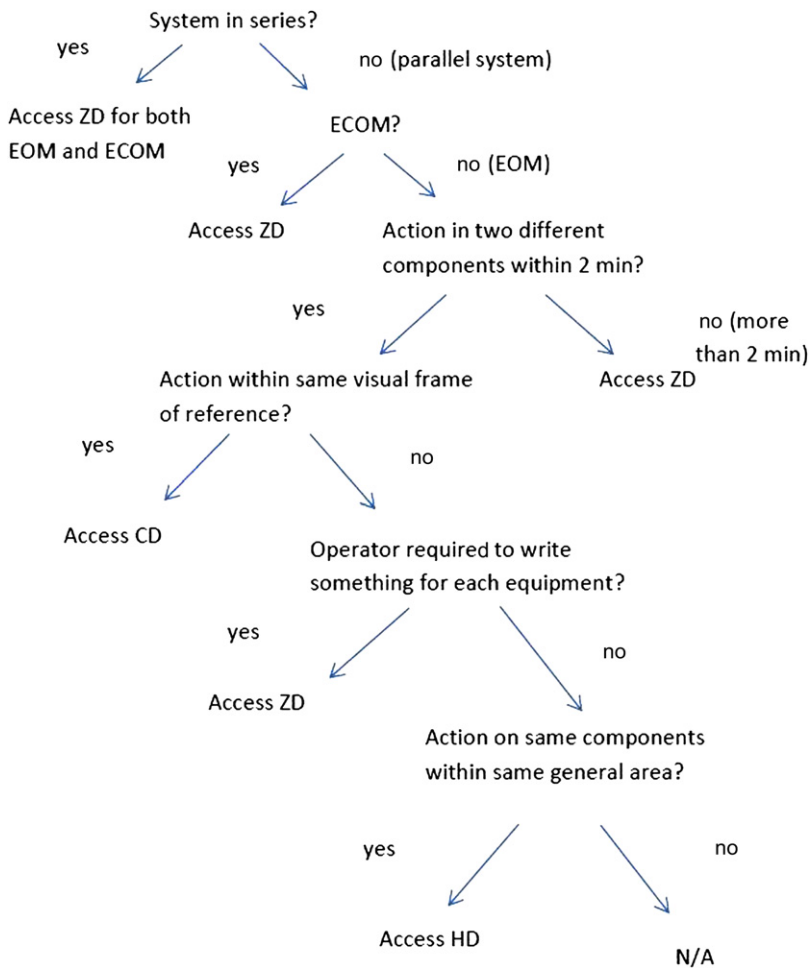 System in series?
yes
no (parallel system)
Access ZD for both
EOM and ECOM
ECOM?
yes
no (EOM)
Access ZD
Action in two different
components within 2 min?
yes
no (more
than 2 min)
Action within same visual frame
of reference?
Access ZD
yes
no
Access CD
Operator required to write
something for each equipment?
yes
no
Access ZD
Action on same components
within same general area?
yes
no
Access HD
N/A